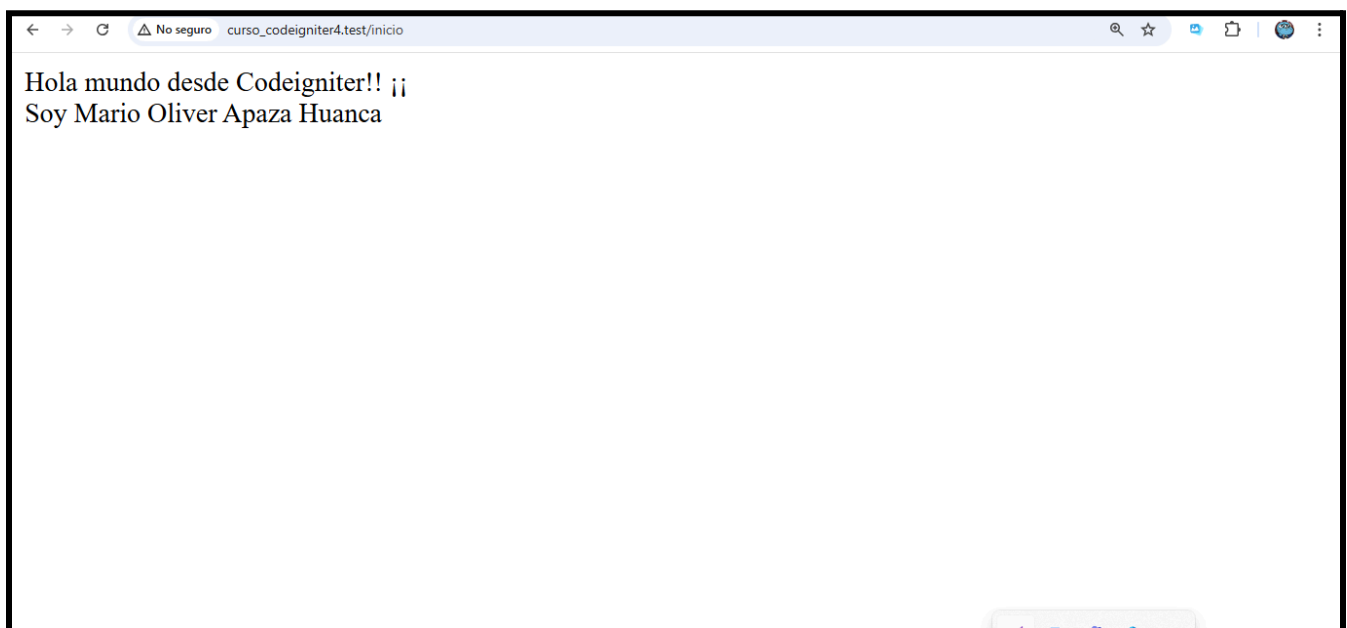 No seguro curso_codeigniter4.test/inicio
Hola mundo desde Codeigniter!! ¡¡
Soy Mario Oliver Apaza Huanca